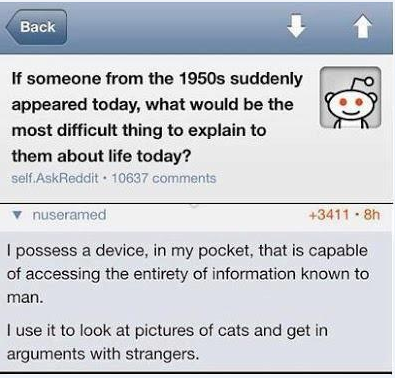 Back
If someone from the 1950s suddenly
appeared today, what would be the
most difficult thing to explain to
them about life today?
self.AskReddit • 10637 comments
nuseramed +3411 • 8h
I possess a device, in my pocket, that is capable
of accessing the entirety of information known to
man.
I use it to look at pictures of cats and get in
arguments with strangers.